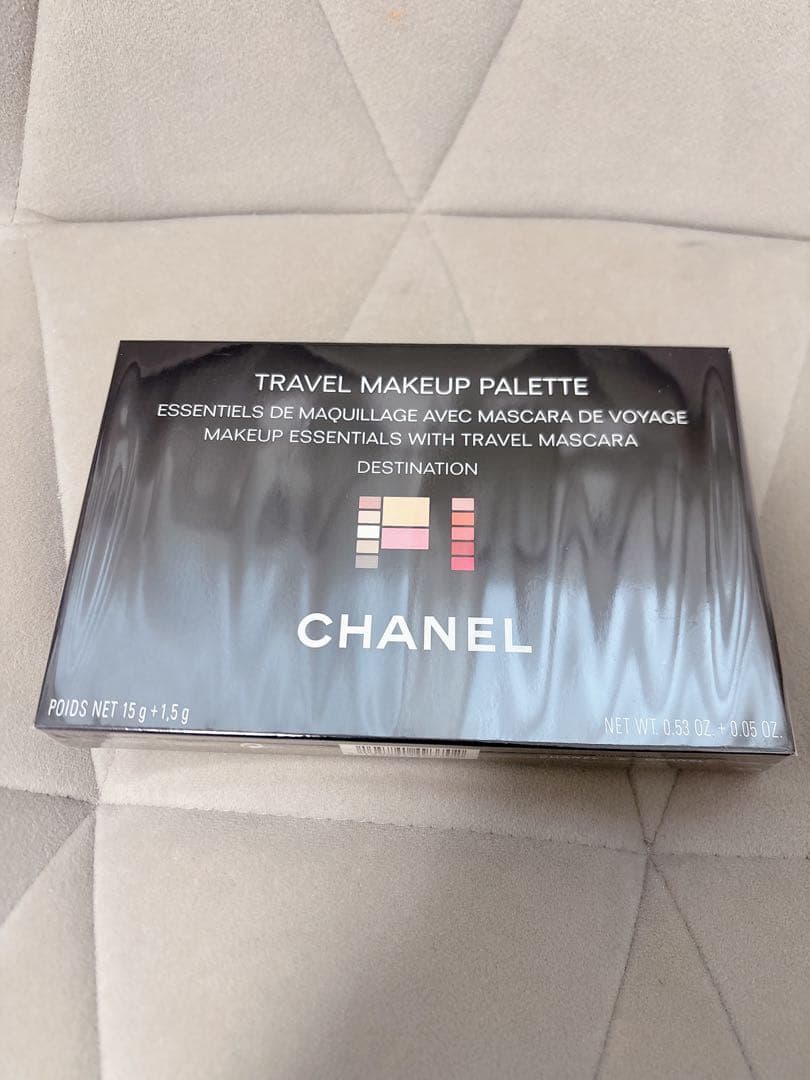 TRAVEL MAKEUP PALETTE
ESSENTIELS DE MAQUILLAGE AVEC MASCARA DE VOYAGE
MAKEUP ESSENTIALS WITH TRAVEL MASCARA
DESTINATION
CHANEL
POIDS NET 15 g + 1,5 g
NET WT. 0.53 OZ. + 0.05 OZ.